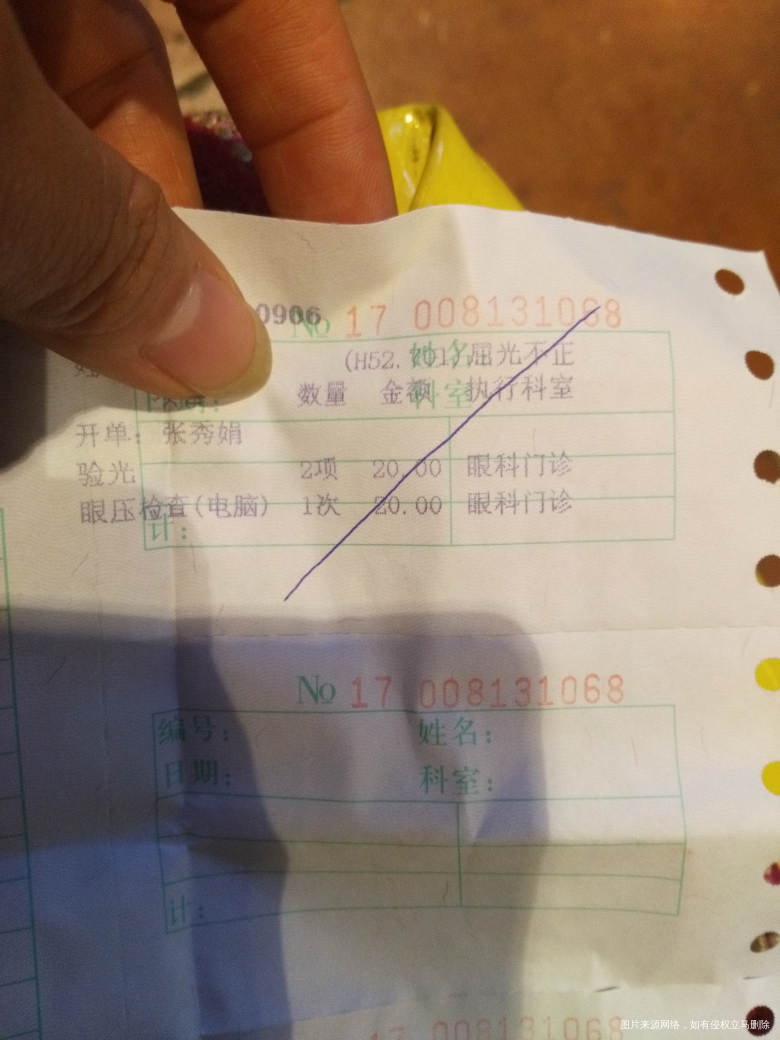 0906
No 17 008131068
姓名
(H52.701)屈光不正
科室
数量 金额 执行科室
开单：张秀娟
验光 2项 20.00 眼科门诊
眼压检查(电脑) 1次 20.00 眼科门诊
计：
No 17 008131068
编号： 姓名：
日期： 科室：
计：
17 008131068
图片来源网络，如有侵权立马删除